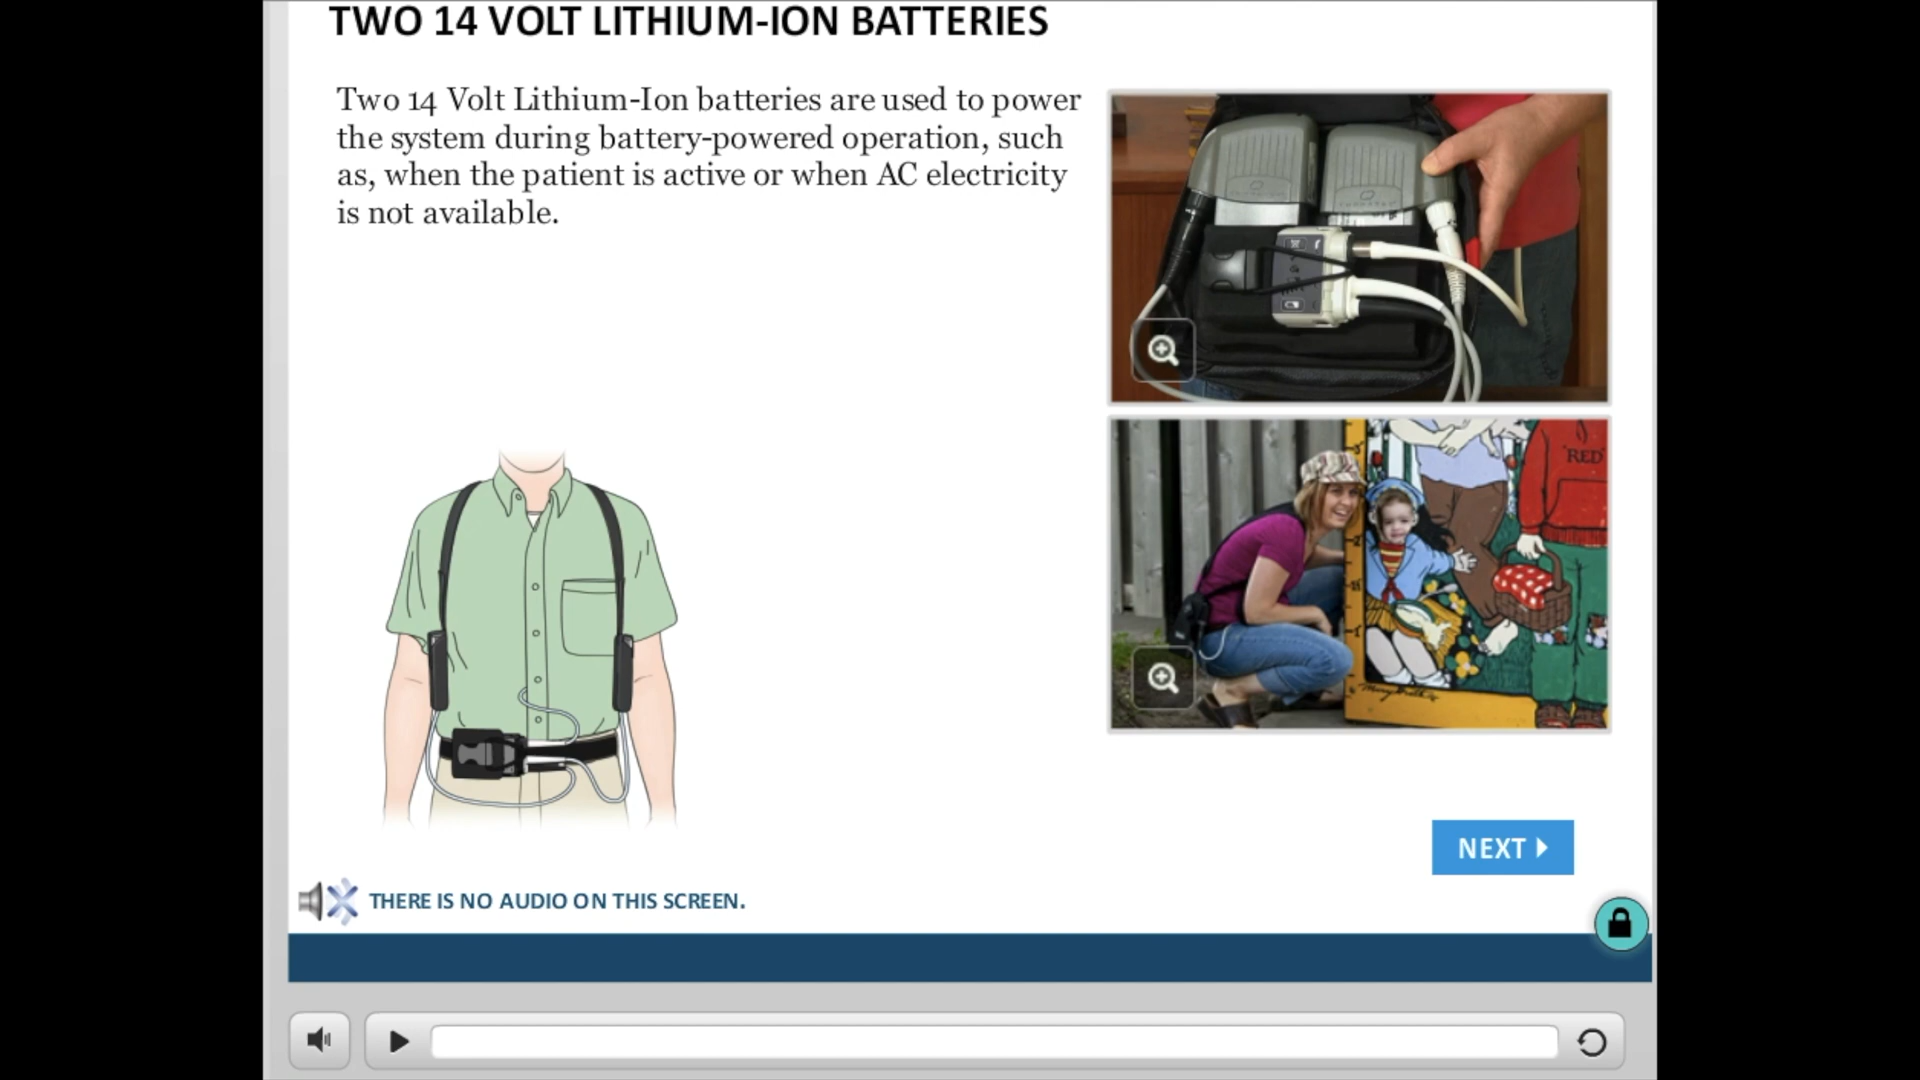 TWO 14 VOLT LITHIUM-ION BATTERIES
Two 14 Volt Lithium-Ion batteries are used to power
the system during battery-powered operation, such
as, when the patient is active or when AC electricity
is not available.
'RED'
NEXT
THERE IS NO AUDIO ON THIS SCREEN.